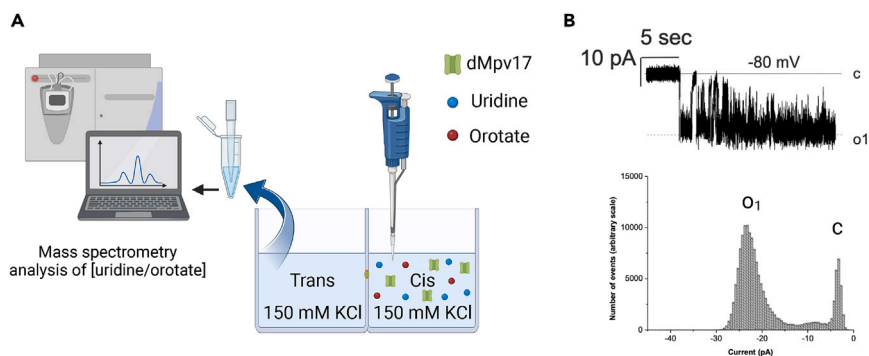 A
dMpv17
Uridine
Orotate
Mass spectrometry
analysis of [uridine/orotate]
Trans
150 mM KCl
Cis
150 mM KCl
B
5 sec
10 pA
-80 mV
c
o1
15000
10000
5000
0
Number of events (arbitrary scale)
O1
C
-40
-30
-20
-10
0
Current (pA)